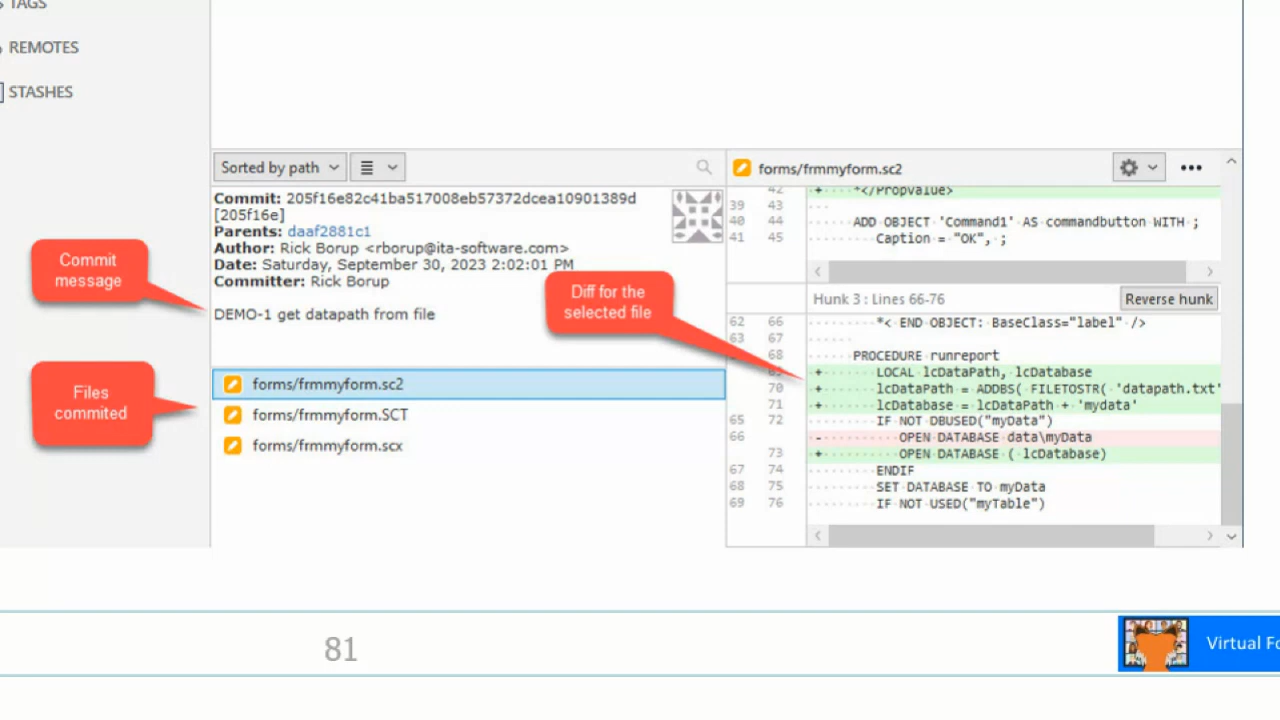 TAGS
REMOTES
STASHES
Sorted by path
Commit: 205f16e82c41ba517008eb57372dcea10901389d
[205f16e]
Parents: daaf2881c1
Author: Rick Borup <rborup@ita-software.com>
Date: Saturday, September 30, 2023 2:02:01 PM
Committer: Rick Borup
DEMO-1 get datapath from file
Commit
message
Files
commited
Diff for the
selected file
forms/frmmyform.sc2
forms/frmmyform.SCT
forms/frmmyform.scx
forms/frmmyform.sc2
42 + *</PropValue>
39 43
40 44 ADD OBJECT 'Command1' AS commandbutton WITH ;
41 45 Caption = "OK", ;
Hunk 3 : Lines 66-76
Reverse hunk
62 66 *< END OBJECT: BaseClass="label" />
63 67
68 PROCEDURE runreport
69 + LOCAL lcDataPath, lcDatabase
70 + lcDataPath = ADDBS( FILETOSTR( 'datapath.txt'
71 + lcDatabase = lcDataPath + 'mydata'
65 72 IF NOT DBUSED("myData")
66 - OPEN DATABASE data\myData
73 + OPEN DATABASE ( lcDatabase)
67 74 ENDIF
68 75 SET DATABASE TO myData
69 76 IF NOT USED("myTable")
81
Virtual